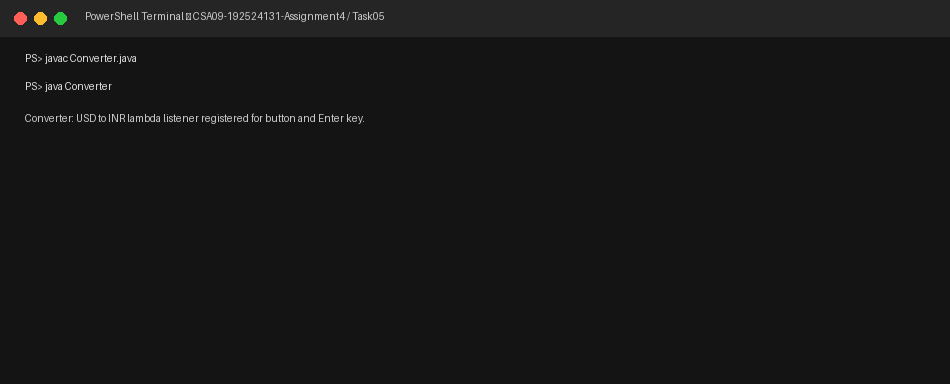 PowerShell Terminal ▯ CSA09-192524131-Assignment4 / Task05
PS> javac Converter.java
PS> java Converter
Converter: USD to INR lambda listener registered for button and Enter key.